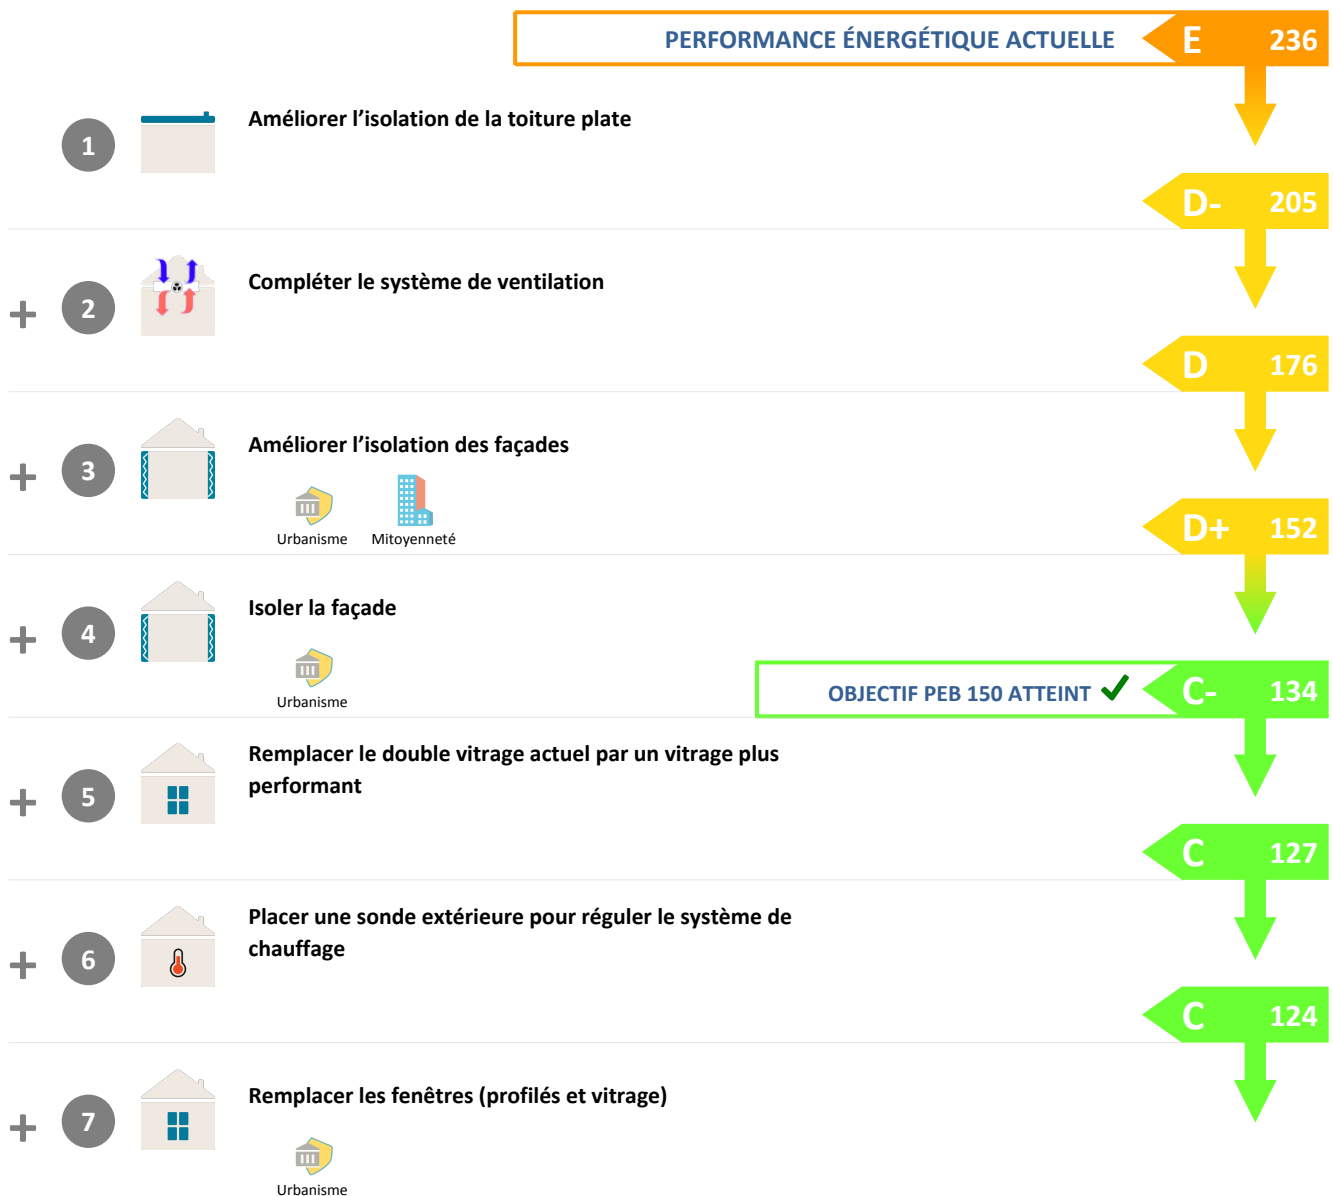 PERFORMANCE ÉNERGÉTIQUE ACTUELLE E 236
1 Améliorer l’isolation de la toiture plate
D- 205
+ 2 Compléter le système de ventilation
D 176
+ 3 Améliorer l’isolation des façades
Urbanisme Mitoyenneté
D+ 152
+ 4 Isoler la façade
Urbanisme
OBJECTIF PEB 150 ATTEINT ✓ C- 134
+ 5 Remplacer le double vitrage actuel par un vitrage plus
performant
C 127
+ 6 Placer une sonde extérieure pour réguler le système de
chauffage
C 124
+ 7 Remplacer les fenêtres (profilés et vitrage)
Urbanisme